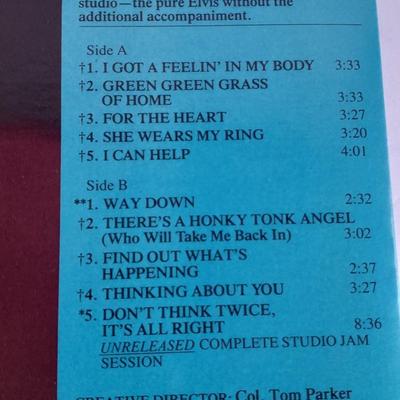 studio—the pure Elvis without the
additional accompaniment.
Side A
†1. I GOT A FEELIN' IN MY BODY 3:33
†2. GREEN GREEN GRASS
OF HOME 3:33
†3. FOR THE HEART 3:27
†4. SHE WEARS MY RING 3:20
†5. I CAN HELP 4:01
Side B
**1. WAY DOWN 2:32
†2. THERE'S A HONKY TONK ANGEL
(Who Will Take Me Back In) 3:02
†3. FIND OUT WHAT'S
HAPPENING 2:37
†4. THINKING ABOUT YOU 3:27
*5. DON'T THINK TWICE,
IT'S ALL RIGHT 8:36
UNRELEASED COMPLETE STUDIO JAM
SESSION
CREATIVE DIRECTOR: Col. Tom Parker